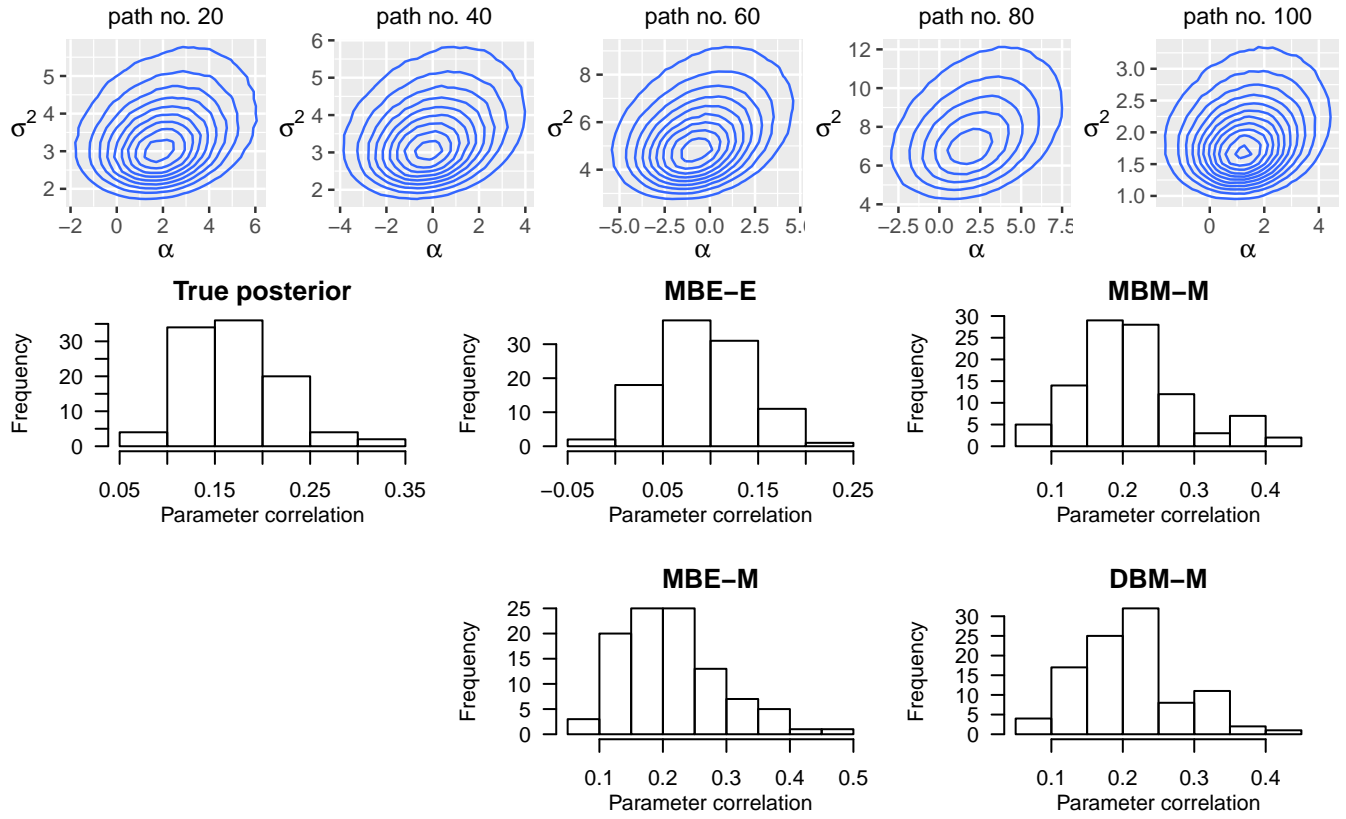 path no. 20 path no. 40 path no. 60 path no. 80 path no. 100
5 4 3 2
σ²
−2 0 2 4 6
α
6 5 4 3 2
σ²
−4 −2 0 2 4
α
8 6 4
σ²
−5.0 −2.5 0.0 2.5 5.0
α
12 10 8 6 4
σ²
−2.5 0.0 2.5 5.0 7.5
α
3.0 2.5 2.0 1.5 1.0
σ²
0 2 4
α
True posterior
Frequency
30 20 10 0
0.05 0.15 0.25 0.35
Parameter correlation
MBE−E
Frequency
30 20 10 0
−0.05 0.05 0.15 0.25
Parameter correlation
MBM−M
Frequency
30 25 20 15 10 5 0
0.1 0.2 0.3 0.4
Parameter correlation
MBE−M
Frequency
25 20 15 10 5 0
0.1 0.2 0.3 0.4 0.5
Parameter correlation
DBM−M
Frequency
30 25 20 15 10 5 0
0.1 0.2 0.3 0.4
Parameter correlation